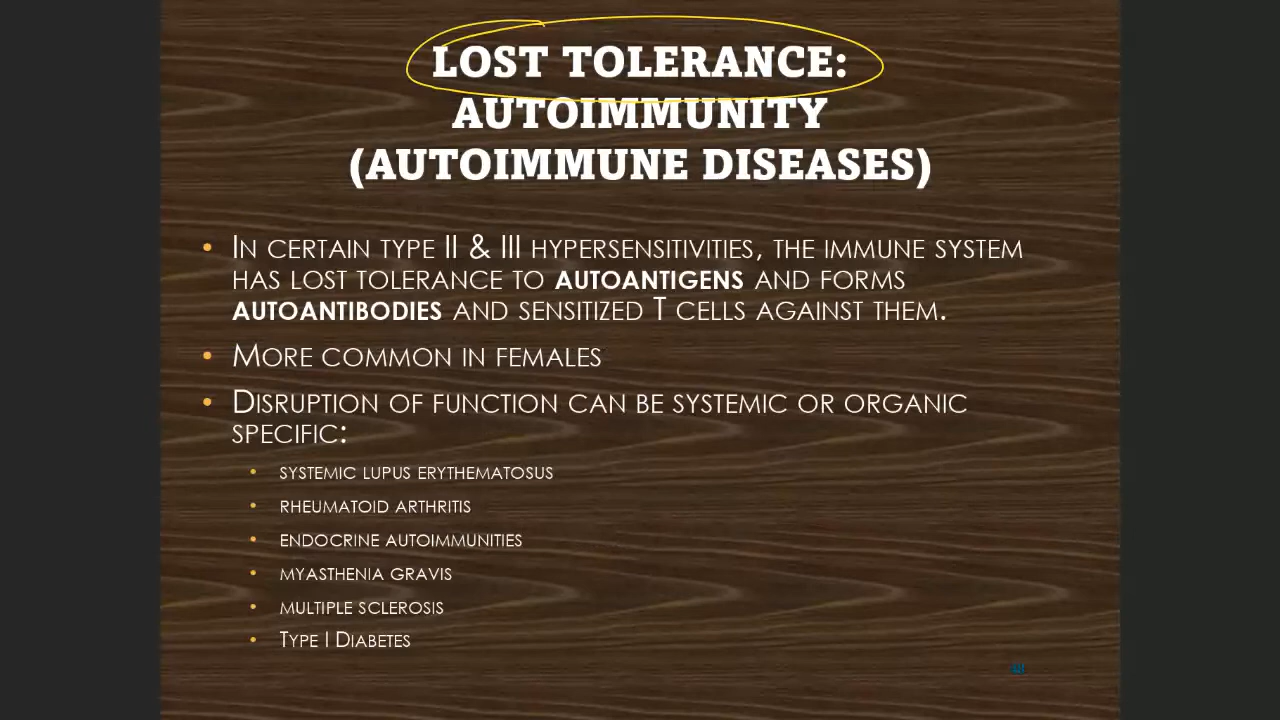 LOST TOLERANCE:
AUTOIMMUNITY
(AUTOIMMUNE DISEASES)
• In certain type II & III hypersensitivities, the immune system
has lost tolerance to autoantigens and forms
autoantibodies and sensitized T cells against them.
• More common in females
• Disruption of function can be systemic or organic
specific:
• systemic lupus erythematosus
• rheumatoid arthritis
• endocrine autoimmunities
• myasthenia gravis
• multiple sclerosis
• Type I Diabetes